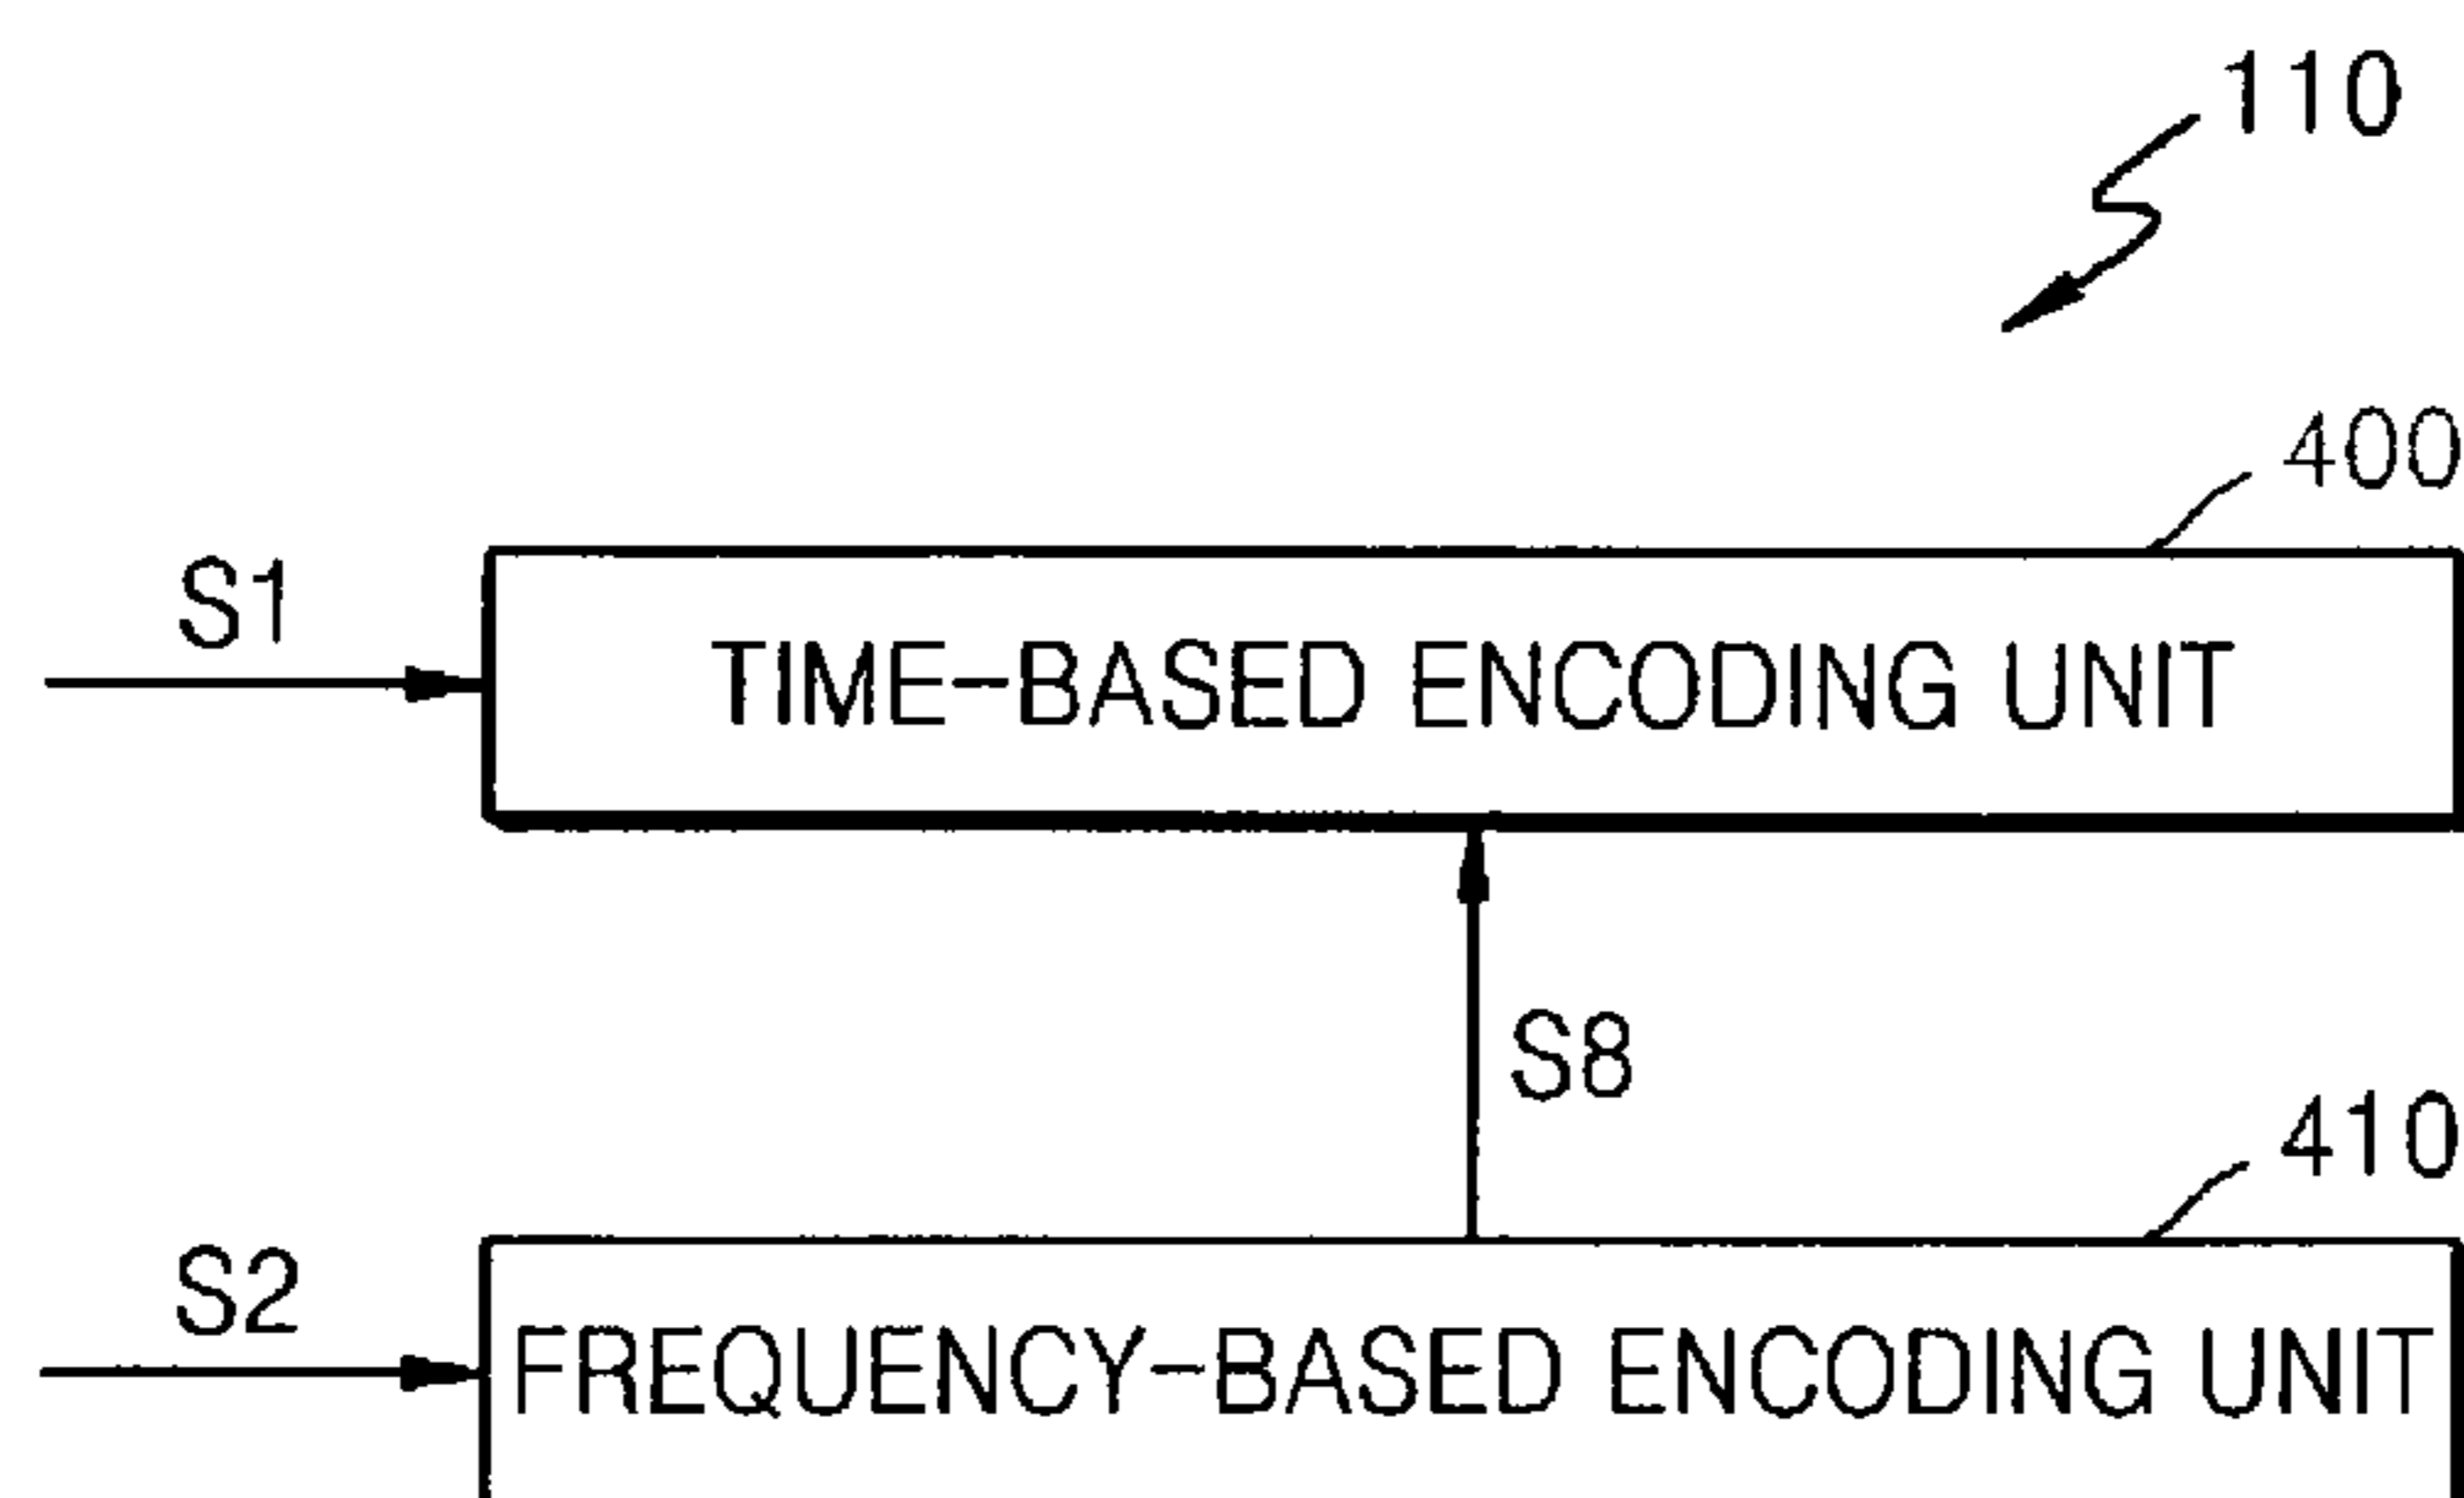 110
400
S1
TIME-BASED ENCODING UNIT
S8
410
S2
FREQUENCY-BASED ENCODING UNIT